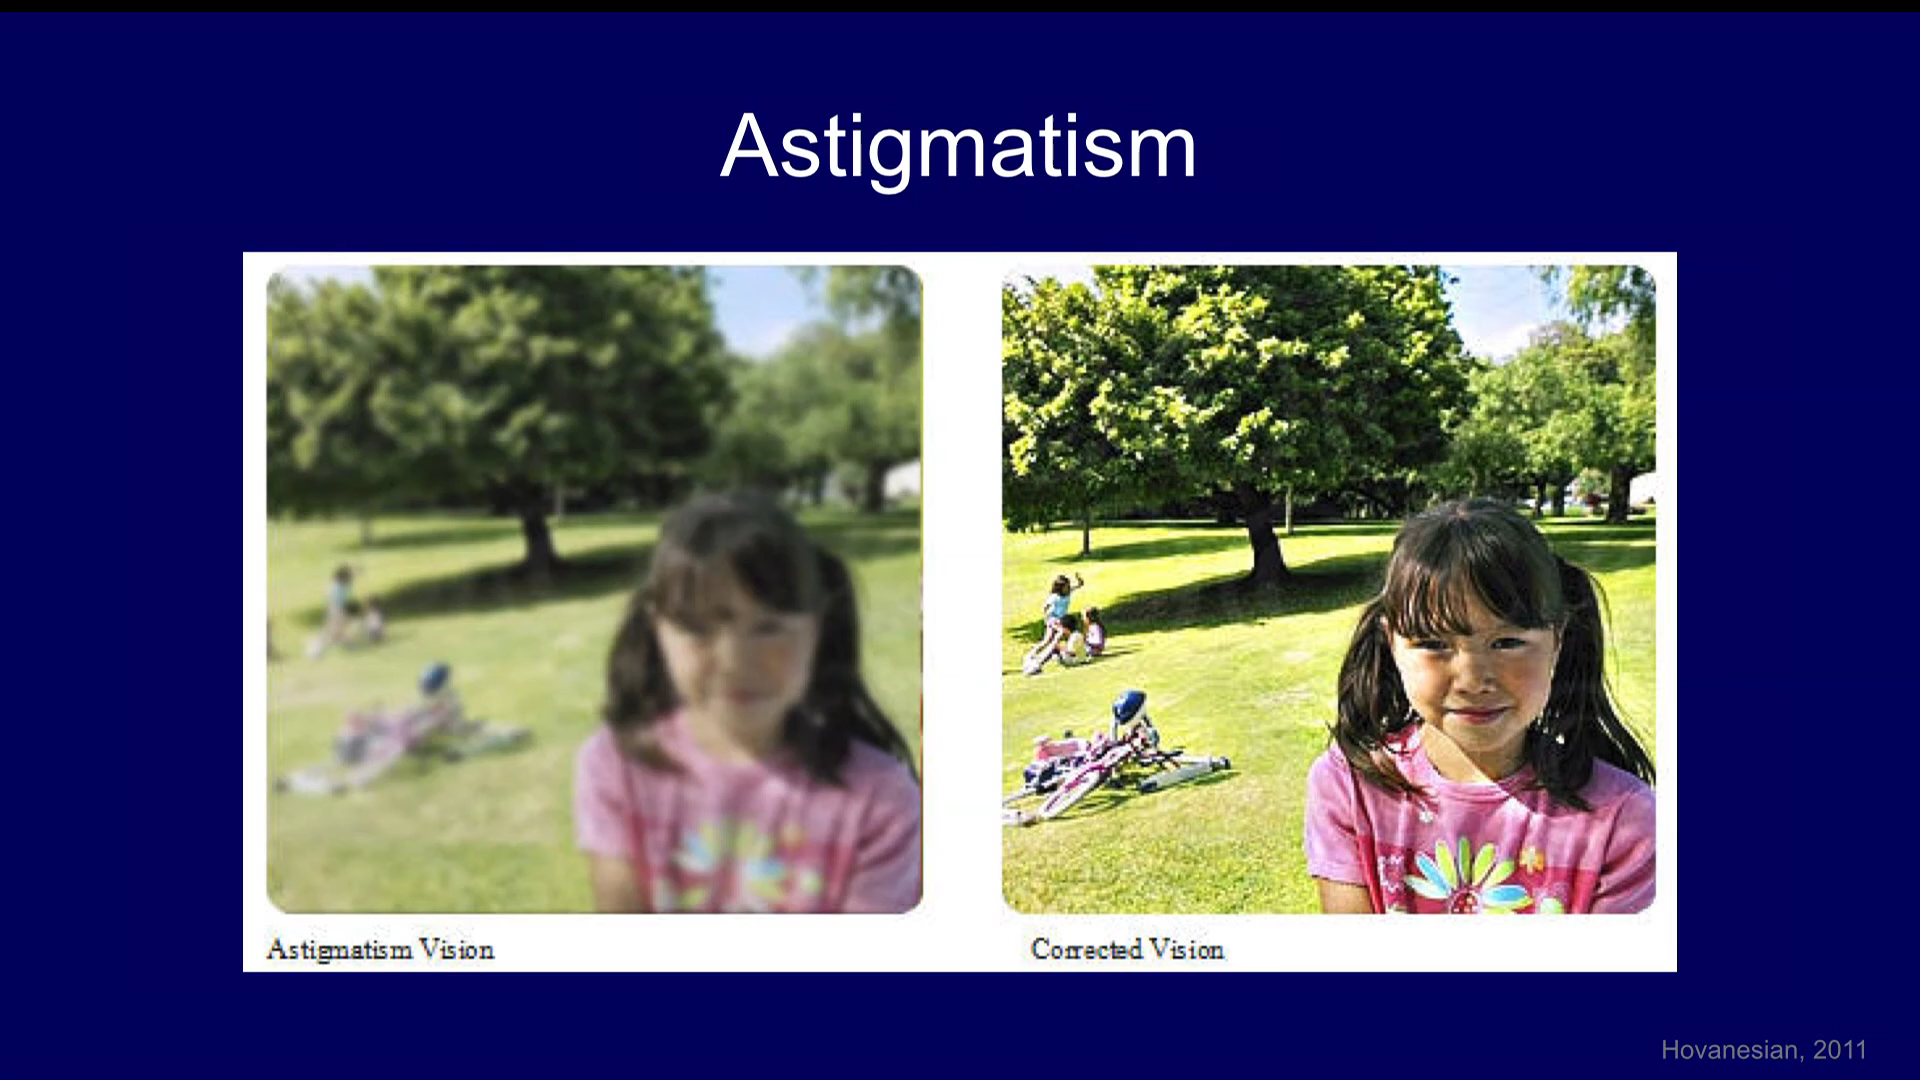 Astigmatism
Astigmatism Vision
Corrected Vision
Hovanesian, 2011